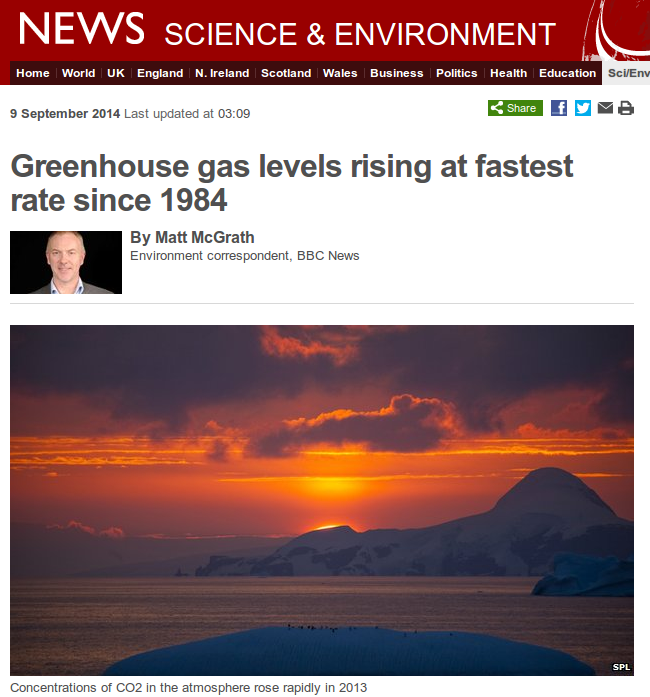 NEWS SCIENCE & ENVIRONMENT
Home World UK England N. Ireland Scotland Wales Business Politics Health Education Sci/Env
9 September 2014 Last updated at 03:09
Share
Greenhouse gas levels rising at fastest
rate since 1984
By Matt McGrath
Environment correspondent, BBC News
SPL
Concentrations of CO2 in the atmosphere rose rapidly in 2013